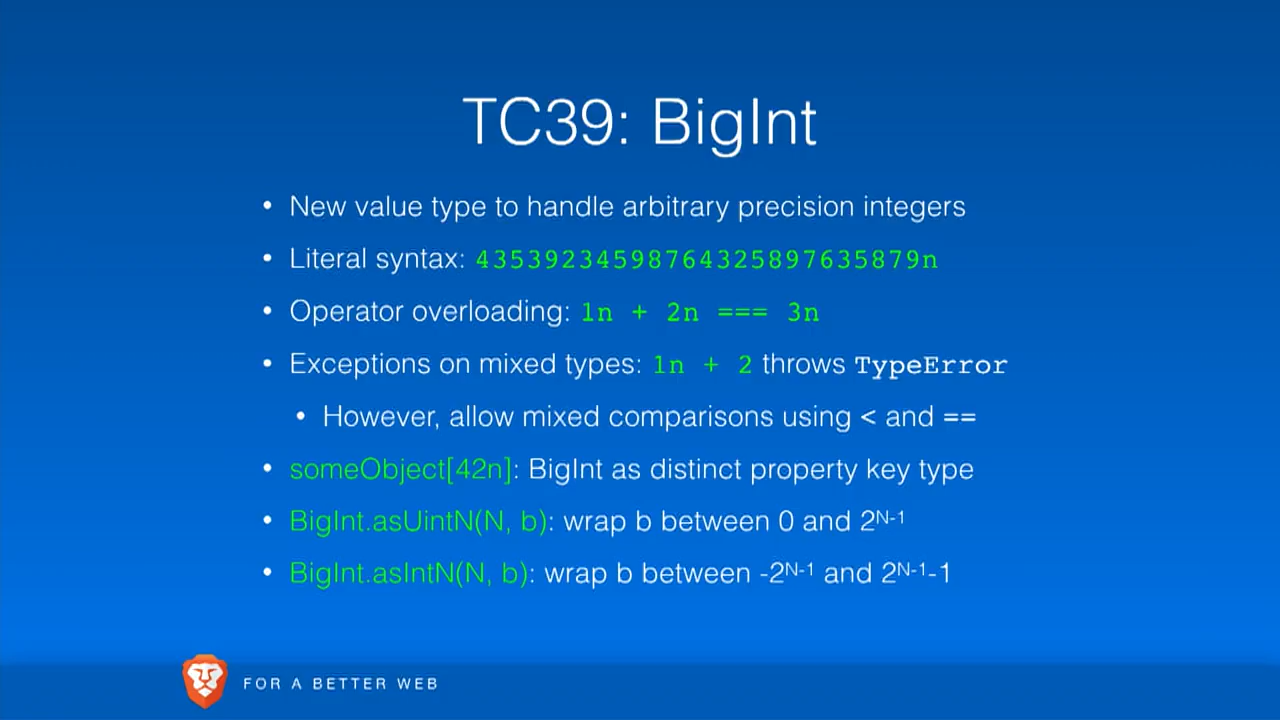 TC39: BigInt
• New value type to handle arbitrary precision integers
• Literal syntax: 43539234598764325897635879n
• Operator overloading: 1n + 2n === 3n
• Exceptions on mixed types: 1n + 2 throws TypeError
• However, allow mixed comparisons using < and ==
• someObject[42n]: BigInt as distinct property key type
• BigInt.asUintN(N, b): wrap b between 0 and 2ᴺ⁻¹
• BigInt.asIntN(N, b): wrap b between -2ᴺ⁻¹ and 2ᴺ⁻¹-1
FOR A BETTER WEB